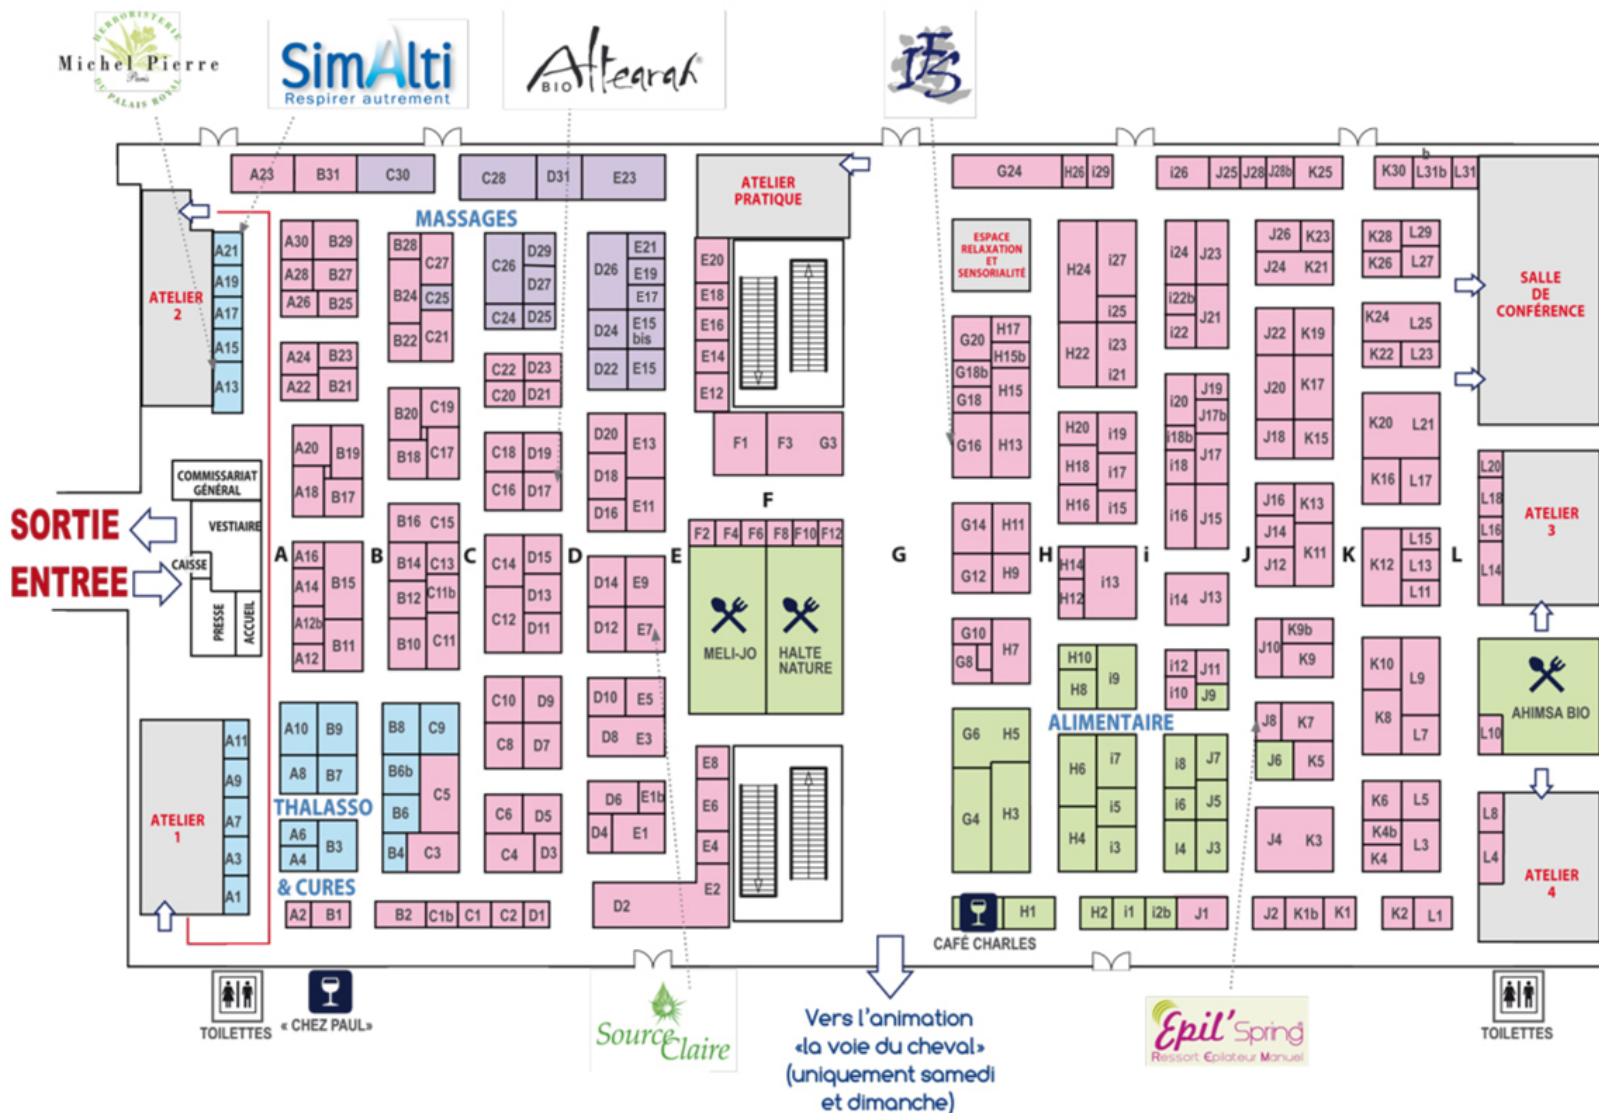 HERBORISTERIE
Michel Pierre
Paris
DU PALAIS ROYAL
SimAlti
Respirer autrement
Altearah
BIO
IFS
A23 B31 C30
C28 D31 E23
ATELIER
PRATIQUE
G24 H26 i29
i26 J25 J28 J28b K25
b
K30 L31b L31
MASSAGES
ATELIER
2
A21
A19
A17
A15
A13
A30 B29
A28 B27
A26 B25
A24 B23
A22 B21
A20 B19
A18 B17
B28 C27
B24 C25
B22 C21
B20 C19
B18 C17
C26 D29
D27
C24 D25
C22 D23
C20 D21
C18 D19
C16 D17
D26 E21
E19
E17
D24 E15
bis
D22 E15
D20 E13
D18
D16 E11
E20
E18
E16
E14
E12
F1 F3 G3
F
ESPACE
RELAXATION
ET
SENSORIALITÉ
G20 H17
H15b
G18b
G18 H15
G16 H13
H24 i27
i25
H22 i23
i21
H20 i19
H18 i17
H16 i15
i24 J23
i22b J21
i22
i20 J19
J17b
i18b J17
i18
i16 J15
J26 K23
J24 K21
J22 K19
J20 K17
J18 K15
K28 L29
K26 L27
K24 L25
K22 L23
K20 L21
K16 L17
SALLE
DE
CONFÉRENCE
L20
L18
L16
L14
ATELIER
3
COMMISSARIAT
GÉNÉRAL
VESTIAIRE
CAISSE
PRESSE
ACCUEIL
SORTIE
ENTREE
A B C D E G H i J K L
A16 B15
A14
A12b B11
A12
B16 C15
B14 C13
B12 C11b
B10 C11
C14 D15
D13
C12 D11
D14 E9
D12 E7
F2 F4 F6 F8 F10 F12
MELI-JO
HALTE
NATURE
G14 H11
G12 H9
G10 H7
G8
H14 i13
H12
H10 i9
H8
i14 J13
i12 J11
i10 J9
J16 K13
J14 K11
J12
J10 K9b
K9
K12 L15
L13
L11
K10 L9
K8 L7
AHIMSA BIO
L10
ATELIER
1
A11
A9
A7
A3
A1
A10 B9
A8 B7
THALASSO
A6 B3
A4
& CURES
A2 B1
B8 C9
B6b C5
B6
B4 C3
B2 C1b C1 C2 D1
C10 D9
C8 D7
C6 D5
C4 D3
D10 E5
D8 E3
D6 E1b
D4 E1
D2
E8
E6
E4
E2
ALIMENTAIRE
G6 H5
G4 H3
H6 i7
i5
H4 i3
i8 J7
i6 J5
I4 J3
J8 K7
J6 K5
J4 K3
K6 L5
K4b L3
K4
L8
L4
ATELIER
4
H1
CAFÉ CHARLES
H2 i1 i2b J1
J2 K1b K1
K2 L1
TOILETTES
« CHEZ PAUL»
Source Claire
Vers l'animation
«la voie du cheval»
(uniquement samedi
et dimanche)
Epil'Spring
Ressort Epilateur Manuel
TOILETTES